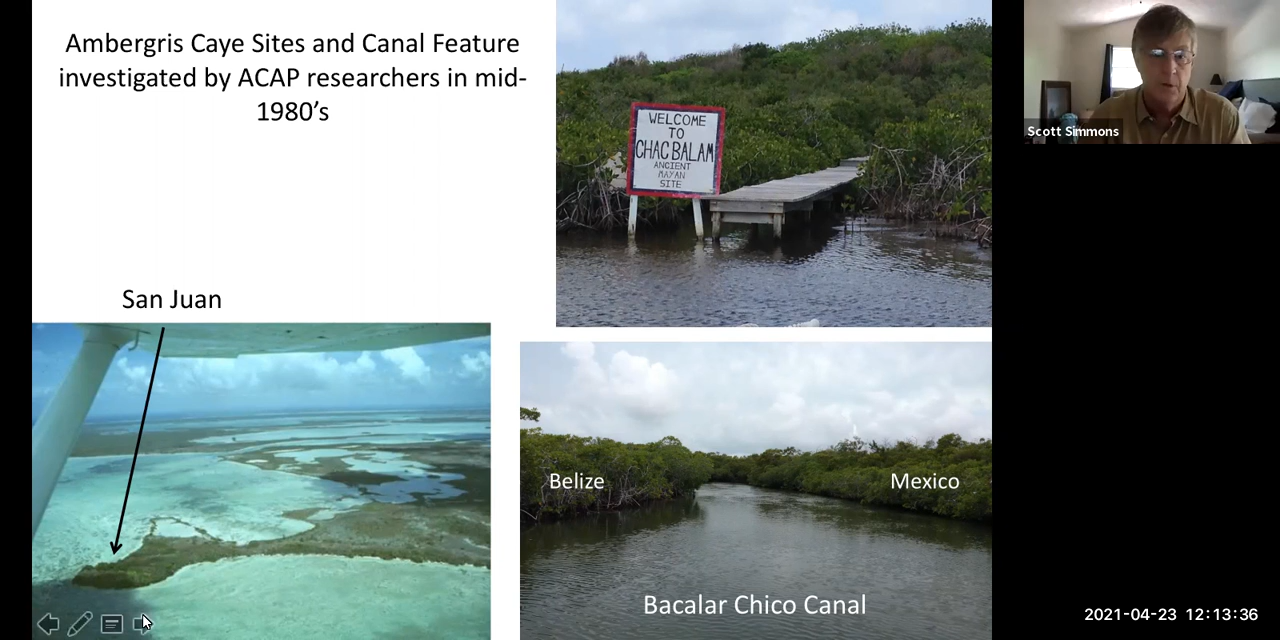 Ambergris Caye Sites and Canal Feature
investigated by ACAP researchers in mid-
1980’s
WELCOME
TO
CHAC BALAM
ANCIENT
MAYAN
SITE
Scott Simmons
San Juan
Belize
Mexico
Bacalar Chico Canal
2021-04-23 12:13:36